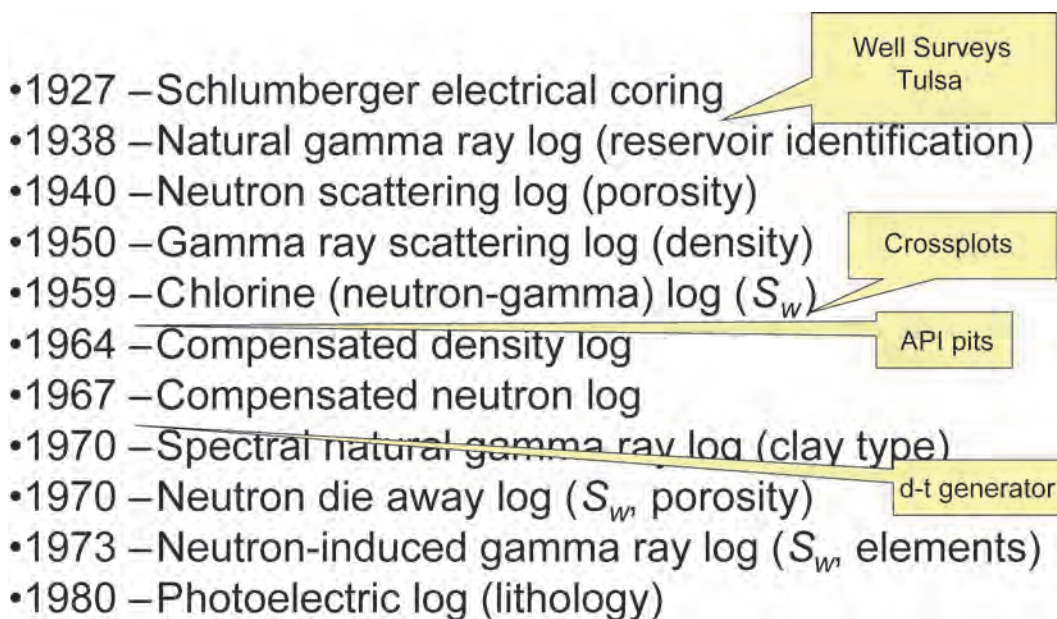 Well Surveys
Tulsa
•1927 –Schlumberger electrical coring
•1938 –Natural gamma ray log (reservoir identification)
•1940 –Neutron scattering log (porosity)
•1950 –Gamma ray scattering log (density)
Crossplots
•1959 –Chlorine (neutron-gamma) log (Sw)
•1964 –Compensated density log
API pits
•1967 –Compensated neutron log
•1970 –Spectral natural gamma ray log (clay type)
d-t generator
•1970 –Neutron die away log (Sw, porosity)
•1973 –Neutron-induced gamma ray log (Sw, elements)
•1980 –Photoelectric log (lithology)